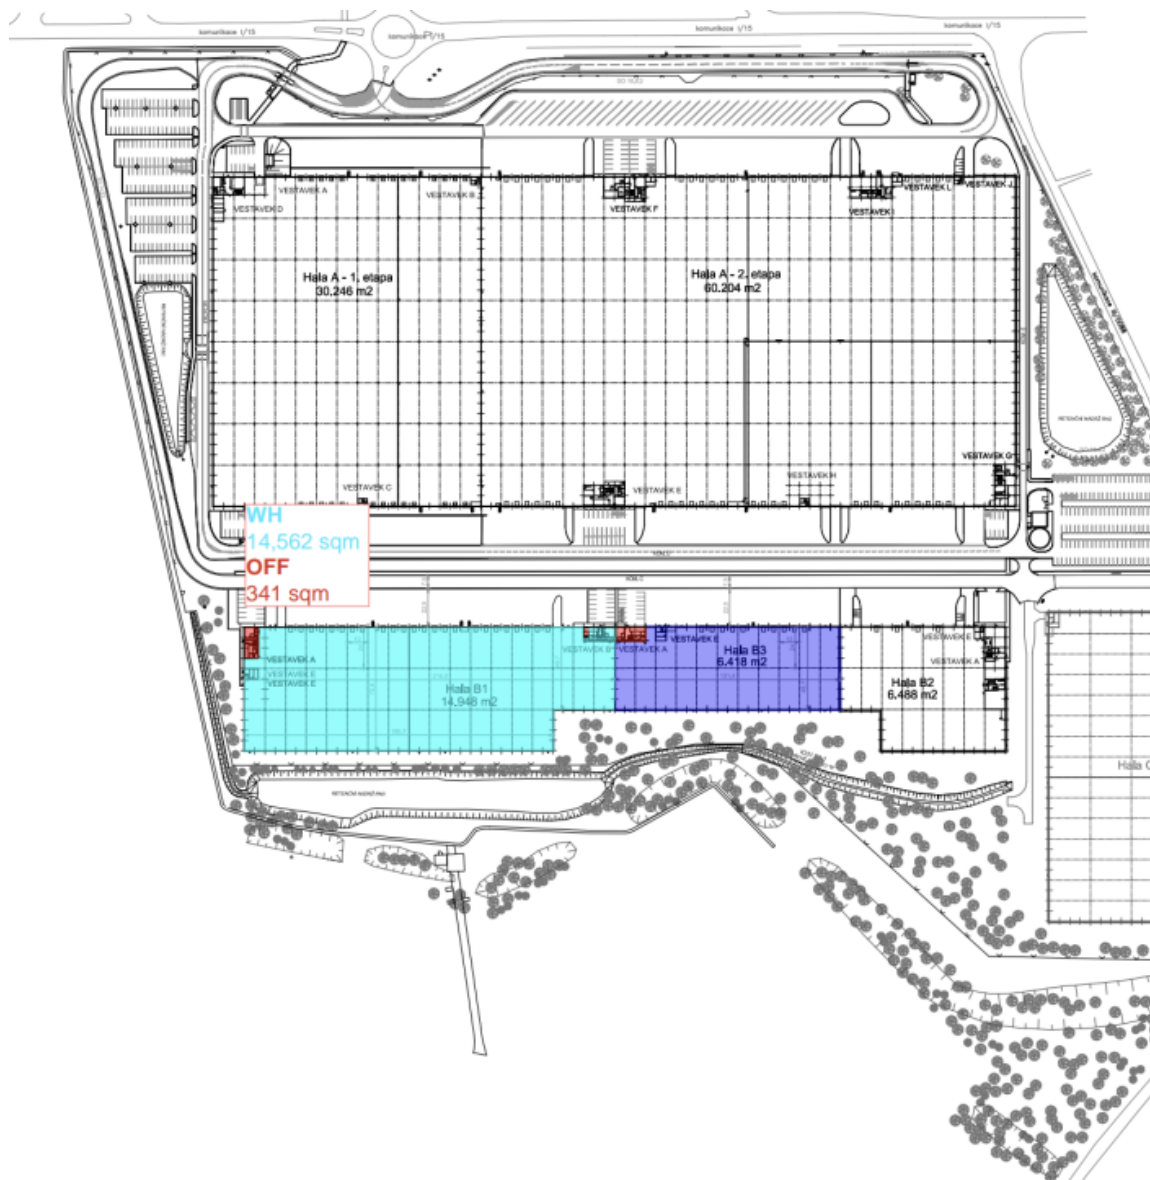 komunikace I/15
komunikace I/15
komunikace I/15
komunikace I/15
VESTAVEK A
VESTAVEK B
VESTAVEK L
VESTAVEK J
VESTAVEK D
VESTAVEK F
VESTAVEK I
Hala A - 1. etapa
30.246 m2
Hala A - 2. etapa
60.204 m2
VESTAVEK G
VESTAVEK C
VESTAVEK E
VESTAVEK H
WH
14,562 sqm
OFF
341 sqm
VESTAVEK A
VESTAVEK E
VESTAVEK E
VESTAVEK B
VESTAVEK A
VESTAVEK E
Hala B3
6.418 m2
VESTAVEK E
VESTAVEK A
Hala B1
14.948 m2
Hala B2
6.488 m2
Hala C